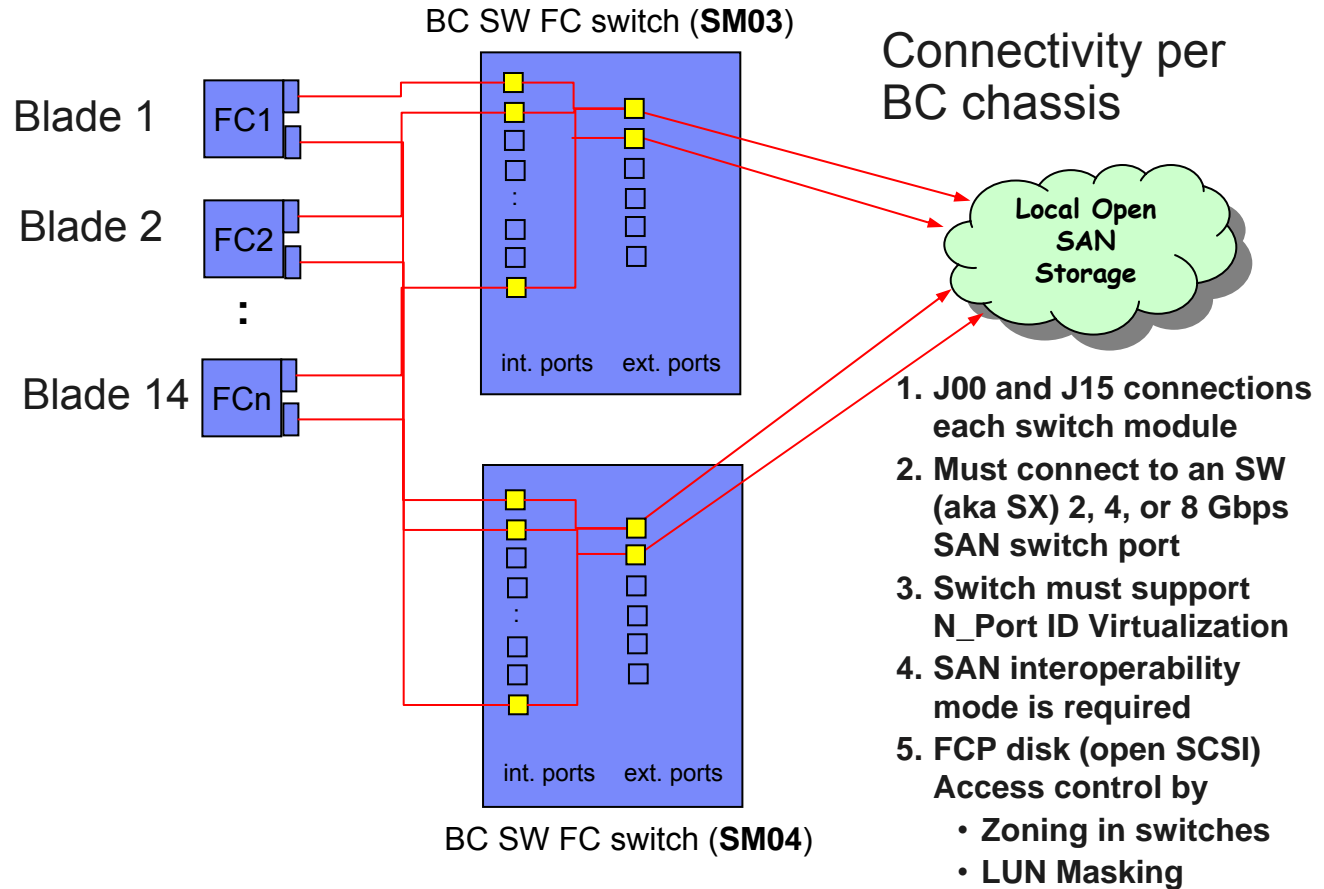 BC SW FC switch (SM03)
Connectivity per
BC chassis
Blade 1
FC1
Blade 2
FC2
:
Blade 14
FCn
:
int. ports
ext. ports
Local Open
SAN
Storage
:
int. ports
ext. ports
BC SW FC switch (SM04)
1. J00 and J15 connections
each switch module
2. Must connect to an SW
(aka SX) 2, 4, or 8 Gbps
SAN switch port
3. Switch must support
N_Port ID Virtualization
4. SAN interoperability
mode is required
5. FCP disk (open SCSI)
Access control by
• Zoning in switches
• LUN Masking